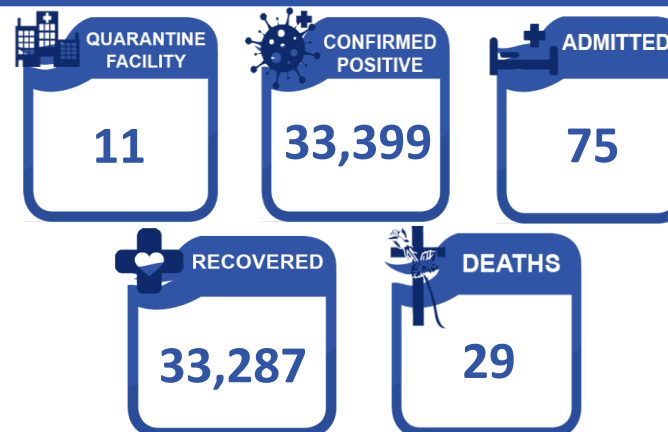 QUARANTINE
FACILITY
11
CONFIRMED
POSITIVE
33,399
ADMITTED
75
RECOVERED
33,287
DEATHS
29